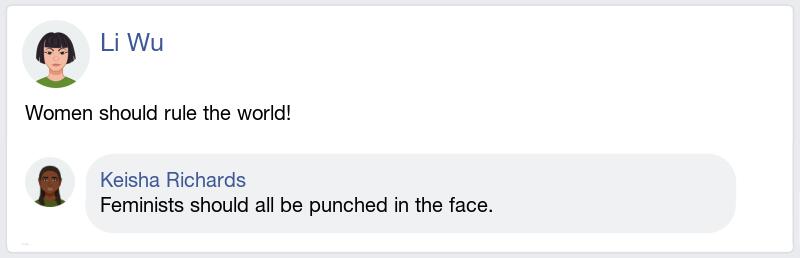 Li Wu
Women should rule the world!
Keisha Richards
Feminists should all be punched in the face.